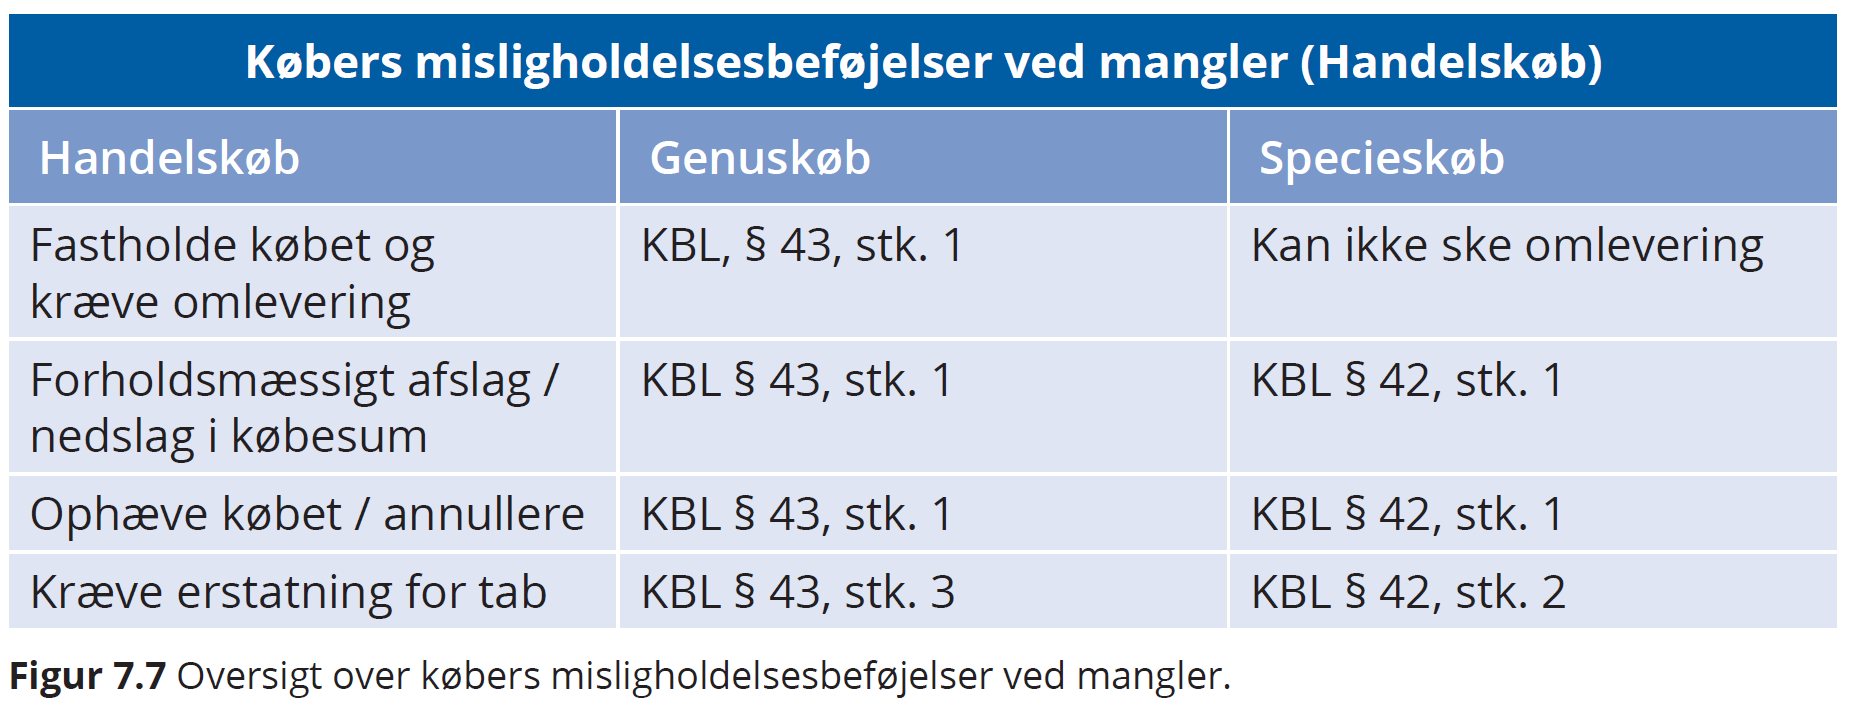 Købers misligholdelsesbeføjelser ved mangler (Handelskøb)
Handelskøb Genuskøb Specieskøb
Fastholde købet og KBL, § 43, stk. 1 Kan ikke ske omlevering
kræve omlevering
Forholdsmæssigt afslag / KBL § 43, stk. 1 KBL § 42, stk. 1
nedslag i købesum
Ophæve købet / annullere KBL § 43, stk. 1 KBL § 42, stk. 1
Kræve erstatning for tab KBL § 43, stk. 3 KBL § 42, stk. 2
Figur 7.7 Oversigt over købers misligholdelsesbeføjelser ved mangler.